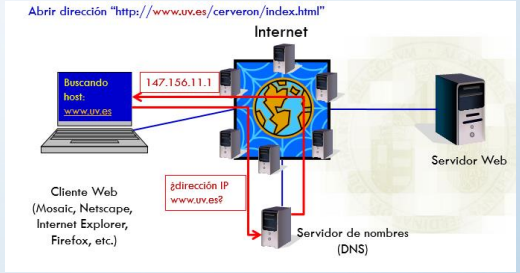 Abrir dirección "http://www.uv.es/cerveron/index.html"
Internet
Buscando
host:
www.uv.es
147.156.11.1
Servidor Web
¿dirección IP
www.uv.es?
Cliente Web
(Mosaic, Netscape,
Internet Explorer,
Firefox, etc.)
Servidor de nombres
(DNS)